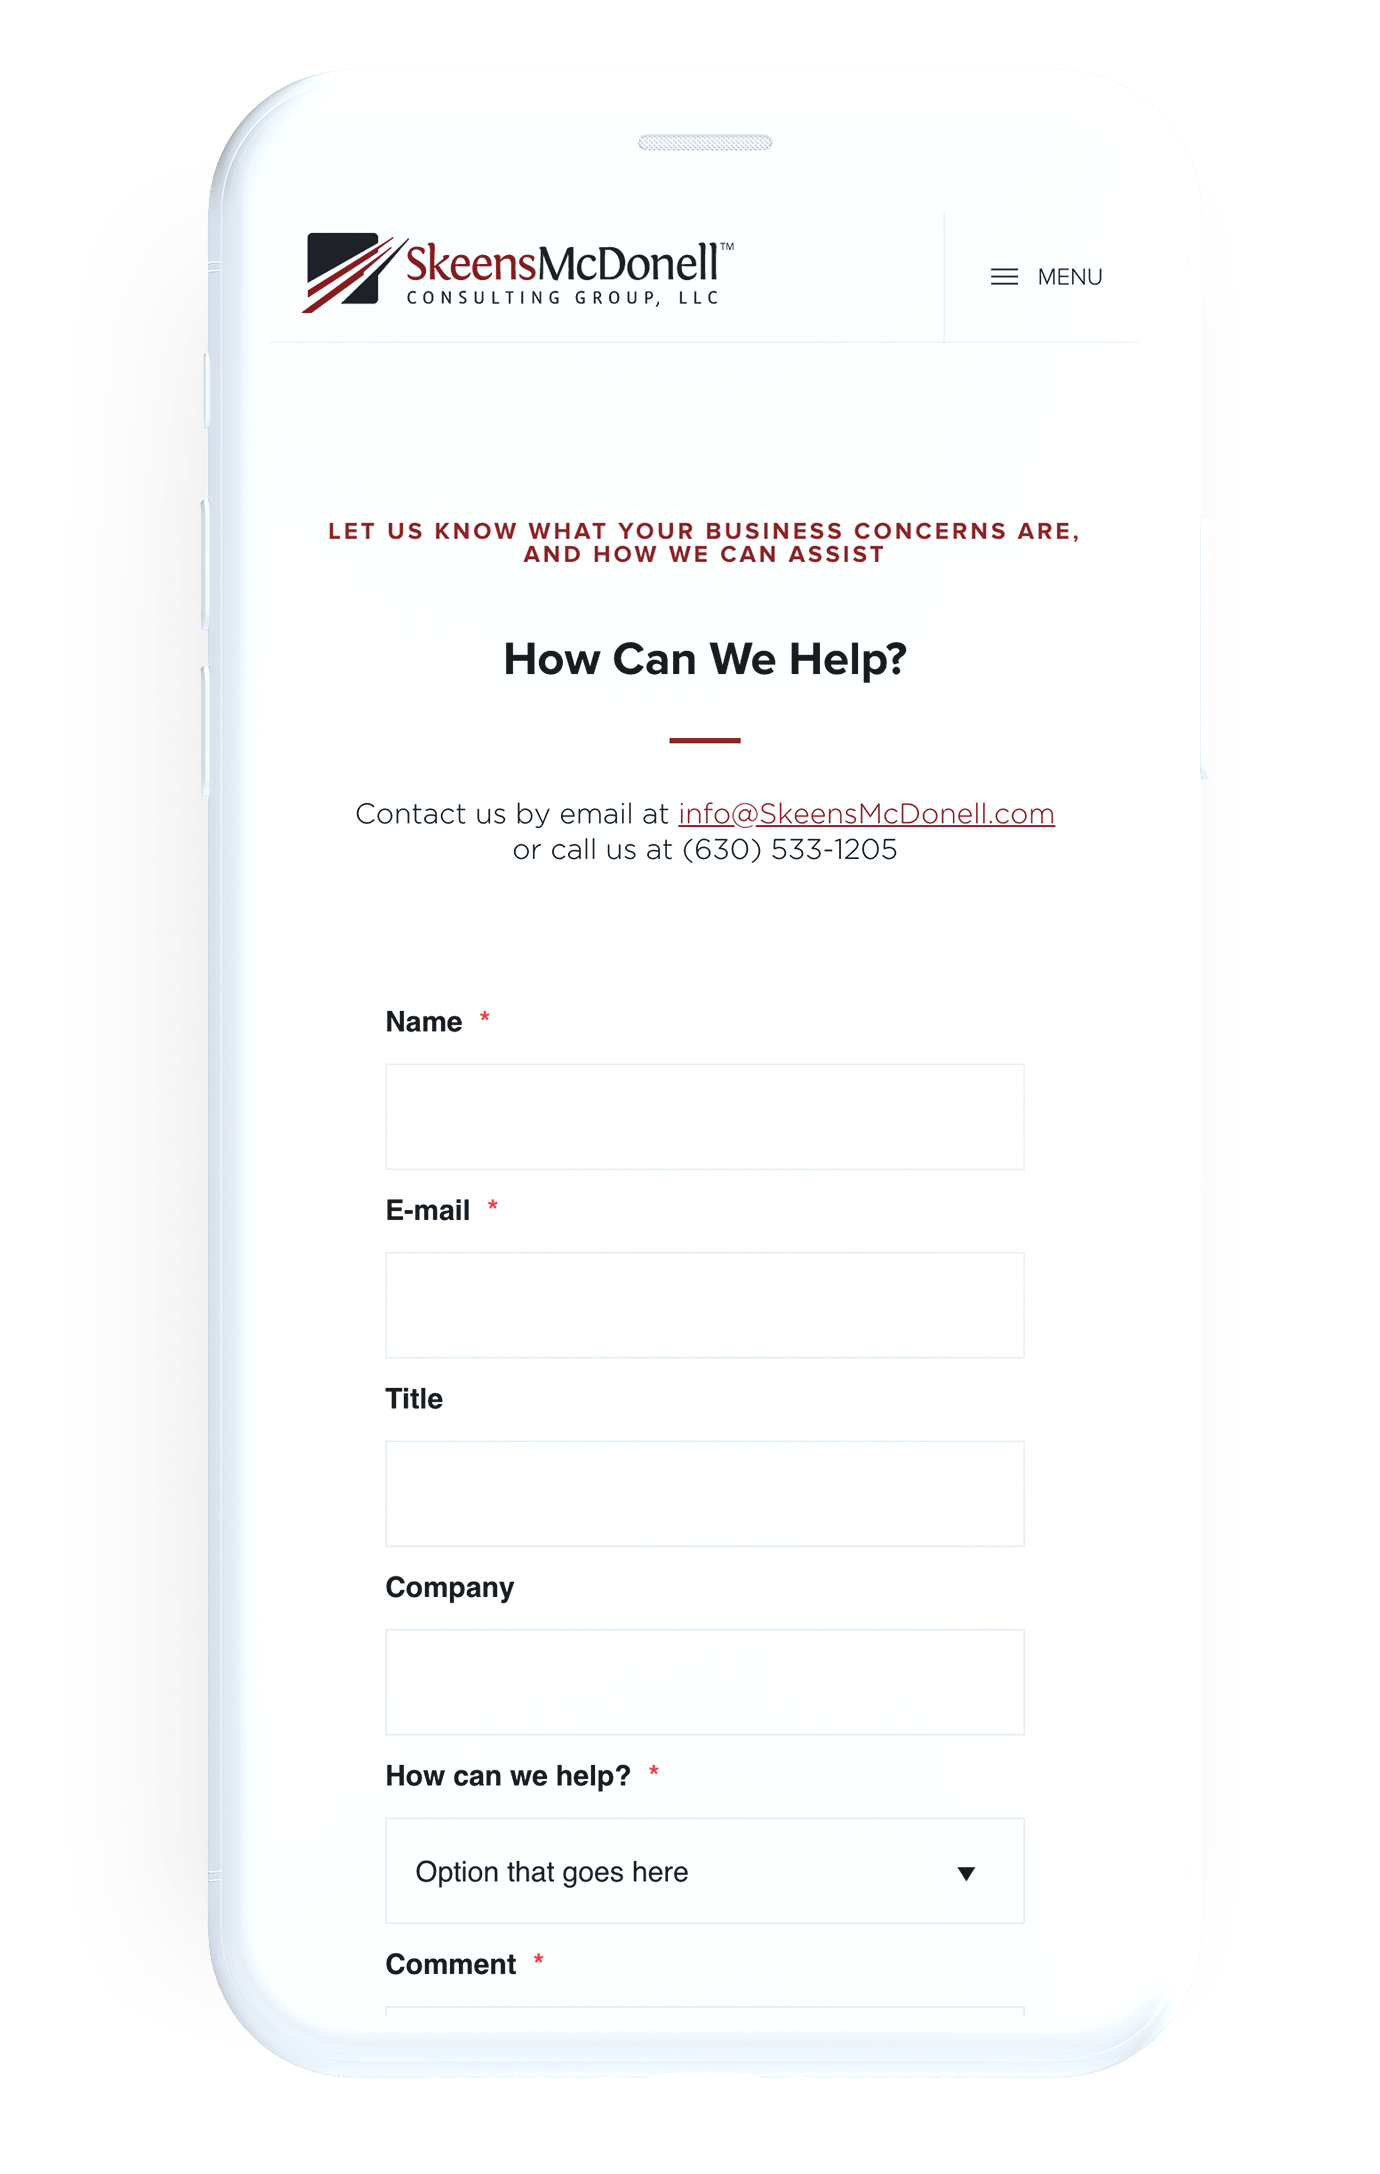 SkeensMcDonell™
CONSULTING GROUP, LLC
MENU
LET US KNOW WHAT YOUR BUSINESS CONCERNS ARE,
AND HOW WE CAN ASSIST
How Can We Help?
Contact us by email at info@SkeensMcDonell.com
or call us at (630) 533-1205
Name *
E-mail *
Title
Company
How can we help? *
Option that goes here
Comment *